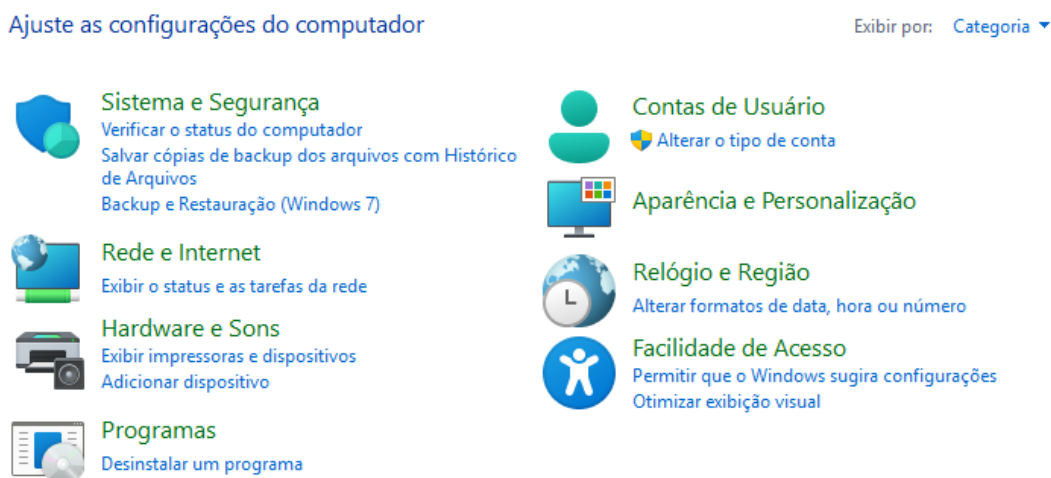 Ajuste as configurações do computador
Exibir por: Categoria
Sistema e Segurança
Verificar o status do computador
Salvar cópias de backup dos arquivos com Histórico
de Arquivos
Backup e Restauração (Windows 7)
Rede e Internet
Exibir o status e as tarefas da rede
Hardware e Sons
Exibir impressoras e dispositivos
Adicionar dispositivo
Programas
Desinstalar um programa
Contas de Usuário
Alterar o tipo de conta
Aparência e Personalização
Relógio e Região
Alterar formatos de data, hora ou número
Facilidade de Acesso
Permitir que o Windows sugira configurações
Otimizar exibição visual